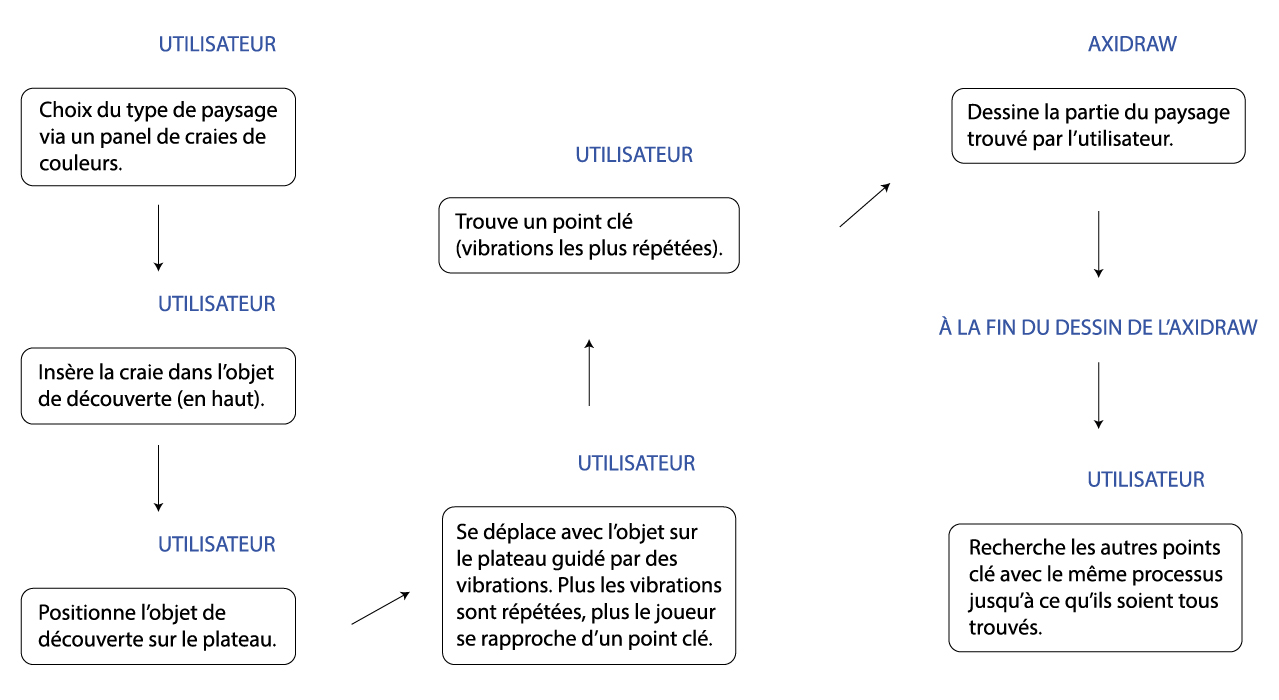 UTILISATEUR
Choix du type de paysage
via un panel de craies de
couleurs.
UTILISATEUR
Insère la craie dans l'objet
de découverte (en haut).
UTILISATEUR
Positionne l'objet de
découverte sur le plateau.
UTILISATEUR
Se déplace avec l'objet sur
le plateau guidé par des
vibrations. Plus les vibrations
sont répétées, plus le joueur
se rapproche d'un point clé.
UTILISATEUR
Trouve un point clé
(vibrations les plus répétées).
AXIDRAW
Dessine la partie du paysage
trouvé par l'utilisateur.
À LA FIN DU DESSIN DE L'AXIDRAW
UTILISATEUR
Recherche les autres points
clé avec le même processus
jusqu'à ce qu'ils soient tous
trouvés.